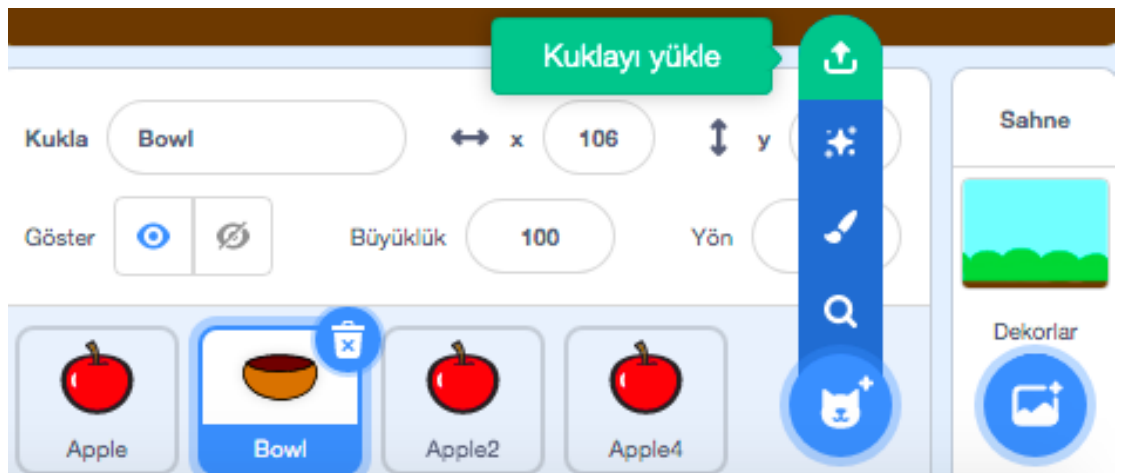 Kuklayı yükle
Kukla Bowl x 106 y
Sahne
Göster Büyüklük 100 Yön
Dekorlar
Apple Bowl Apple2 Apple4